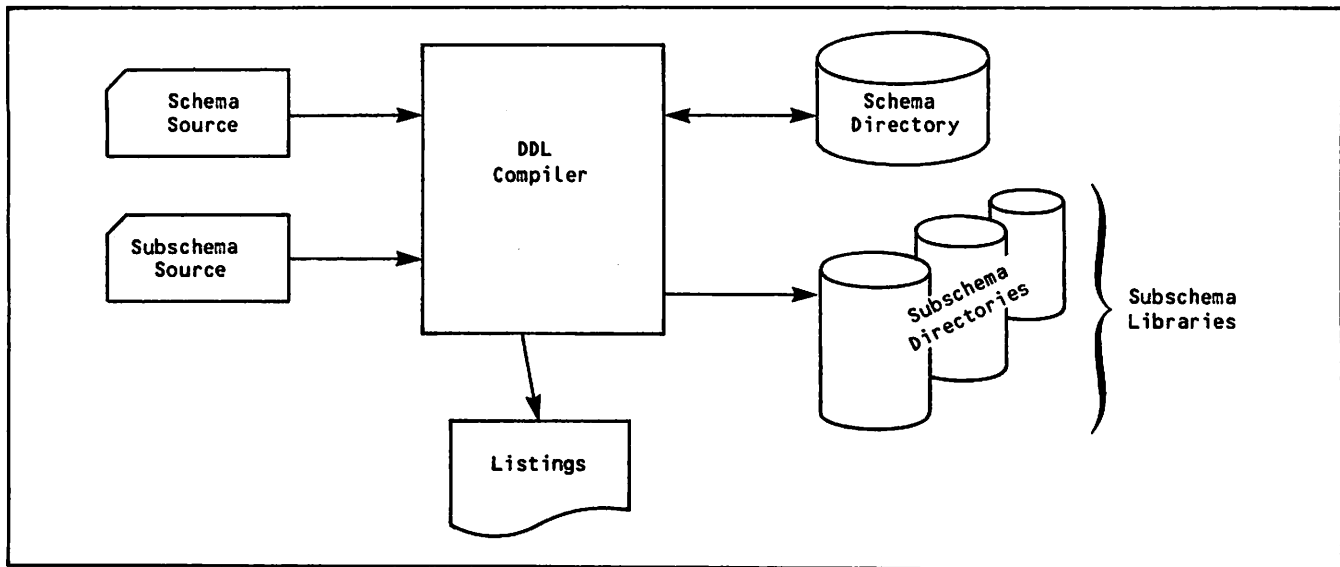 Schema
Source
DDL
Compiler
Schema
Directory
Subschema
Source
Subschema
Directories
Subschema
Libraries
Listings